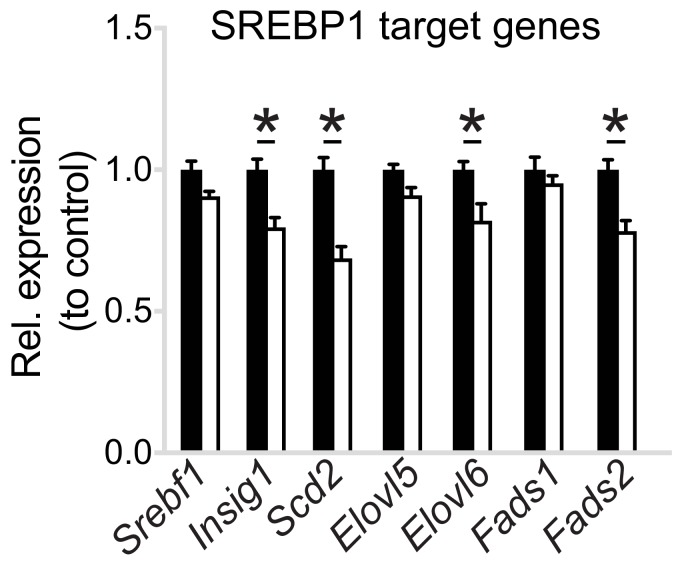 SREBP1 target genes
Rel. expression
(to control)
1.5
1.0
0.5
0.0
* * * *
Srebf1 Insig1 Scd2 Elovl5 Elovl6 Fads1 Fads2